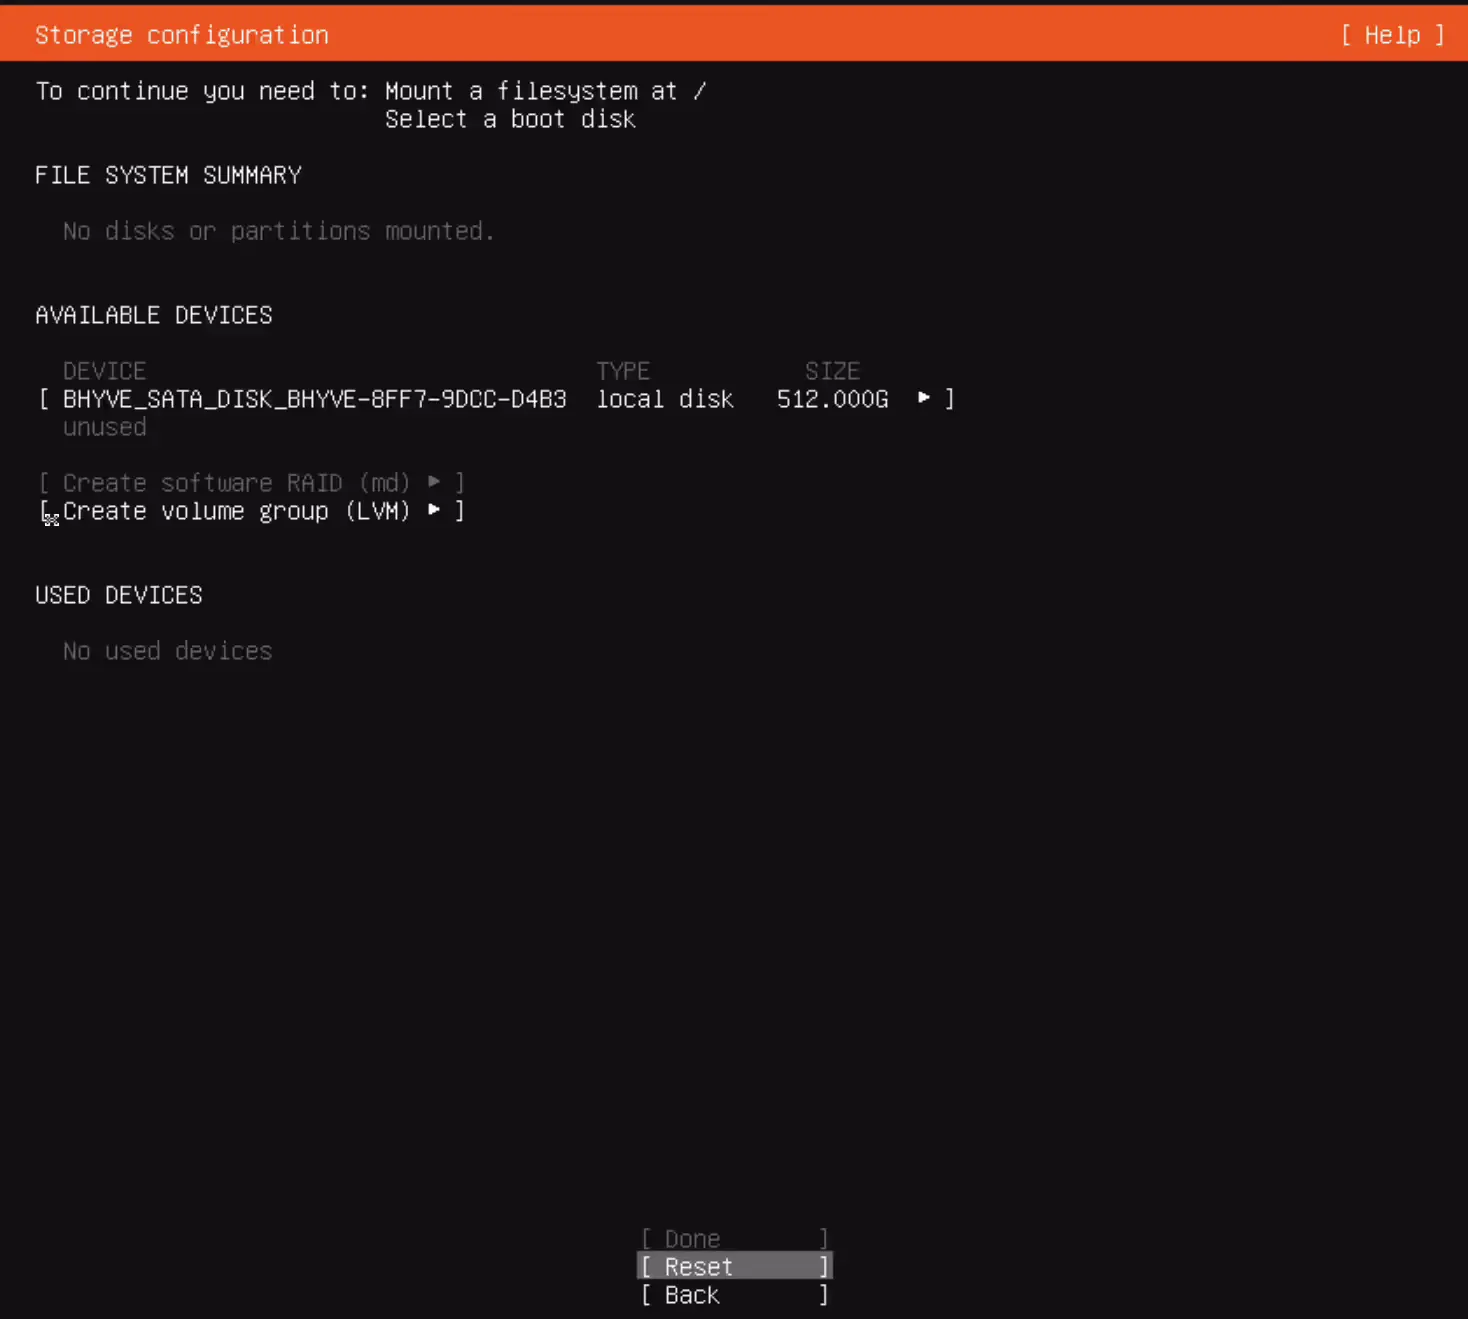 Storage configuration [ Help ]
To continue you need to: Mount a filesystem at /
Select a boot disk
FILE SYSTEM SUMMARY
No disks or partitions mounted.
AVAILABLE DEVICES
DEVICE TYPE SIZE
[ BHYVE_SATA_DISK_BHYVE-8FF7-9DCC-D4B3 local disk 512.000G ▸ ]
unused
[ Create software RAID (md) ▸ ]
[ Create volume group (LVM) ▸ ]
USED DEVICES
No used devices
[ Done ]
[ Reset ]
[ Back ]